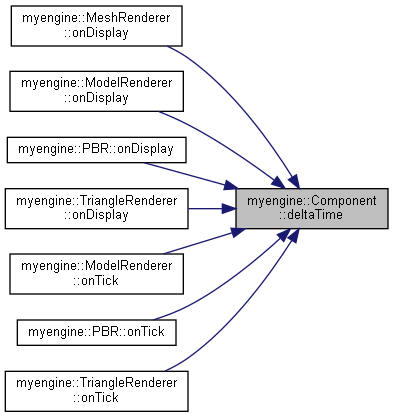 myengine::MeshRenderer
::onDisplay
myengine::ModelRenderer
::onDisplay
myengine::PBR::onDisplay
myengine::TriangleRenderer
::onDisplay
myengine::Component
::deltaTime
myengine::ModelRenderer
::onTick
myengine::PBR::onTick
myengine::TriangleRenderer
::onTick